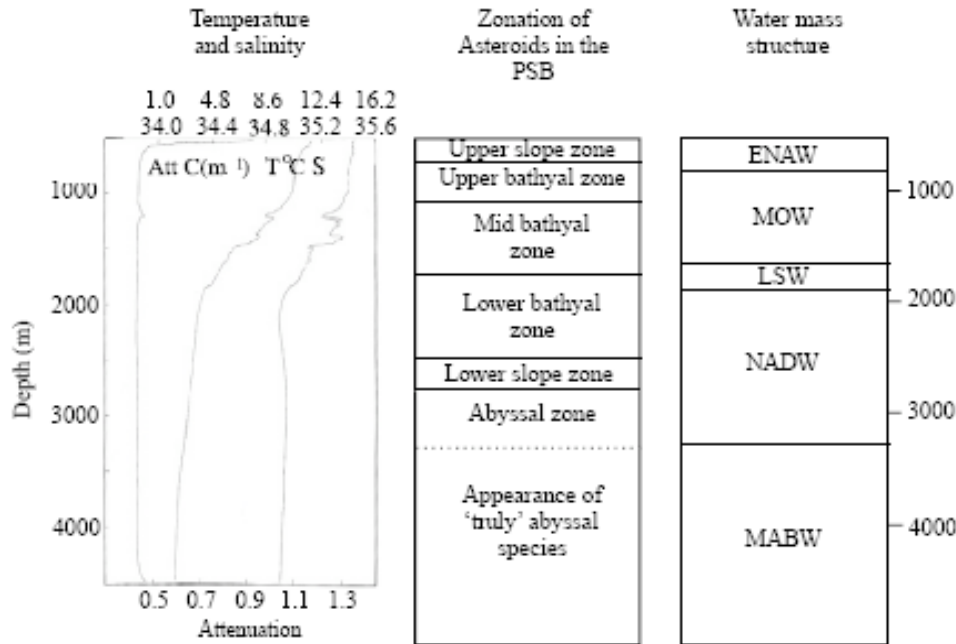 Temperature
and salinity
1.0 4.8 8.6 12.4 16.2
34.0 34.4 34.8 35.2 35.6
Att C(m⁻¹) T°C S
Depth (m)
1000
2000
3000
4000
0.5 0.7 0.9 1.1 1.3
Attenuation
Zonation of
Asteroids in the
PSB
Upper slope zone
Upper bathyal zone
Mid bathyal
zone
Lower bathyal
zone
Lower slope zone
Abyssal zone
Appearance of
‘truly’ abyssal
species
Water mass
structure
ENAW
MOW
LSW
NADW
MABW
1000
2000
3000
4000